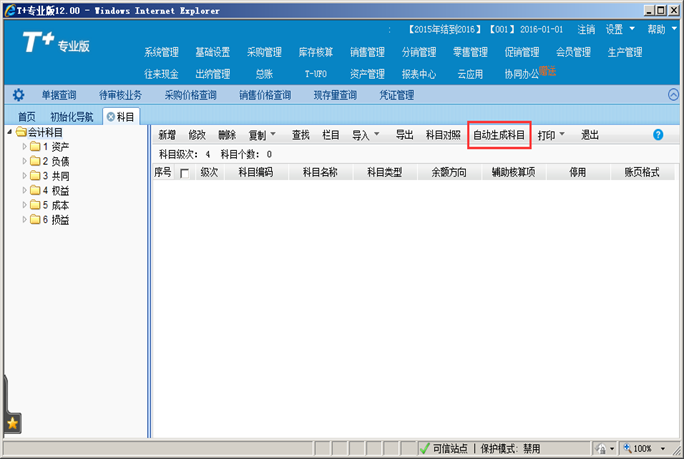 T+专业版12.00 - Windows Internet Explorer
【2015年结到2016】 【001】 2016-01-01 注销 设置 帮助
T+ 专业版
系统管理 基础设置 采购管理 库存核算 销售管理 分销管理 零售管理 促销管理 会员管理 生产管理
往来现金 出纳管理 总账 T-UFO 资产管理 报表中心 云应用 协同办公
单据查询 待审核业务 采购价格查询 销售价格查询 现存量查询 凭证管理
首页 初始化导航 科目
会计科目
1 资产
2 负债
3 共同
4 权益
5 成本
6 损益
新增 修改 删除 复制 查找 栏目 导入 导出 科目对照 自动生成科目 打印 退出
科目级次: 4 科目个数: 0
序号 级次 科目编码 科目名称 科目类型 余额方向 辅助核算项 停用 账页格式
可信站点 | 保护模式: 禁用 100%